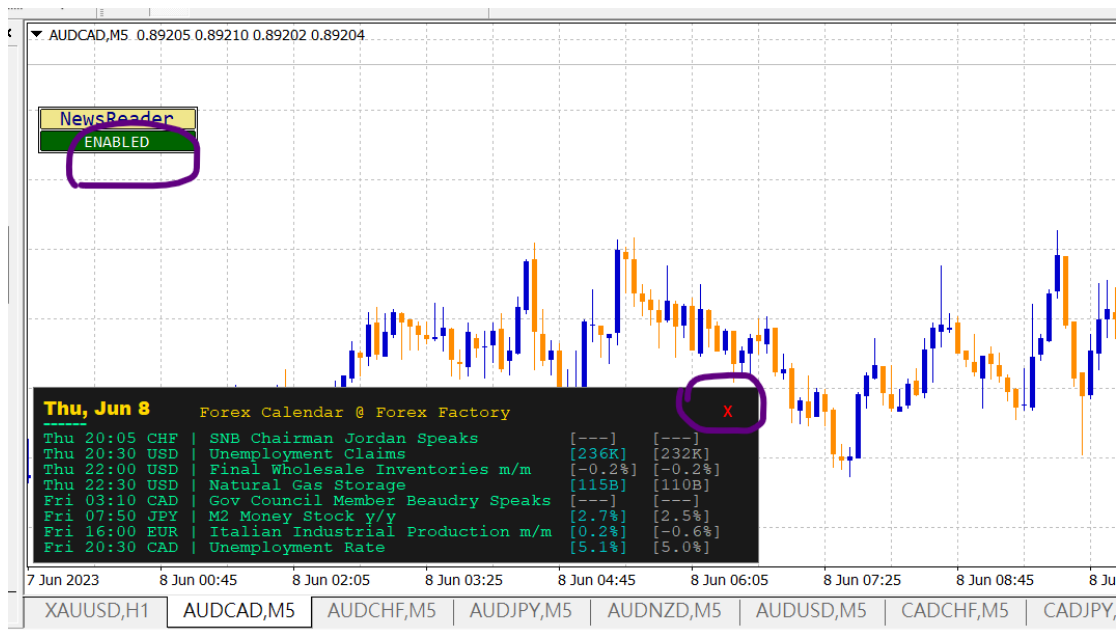 AUDCAD,M5 0.89205 0.89210 0.89202 0.89204
NewsReader
ENABLED
Thu, Jun 8 Forex Calendar @ Forex Factory X
------
Thu 20:05 CHF | SNB Chairman Jordan Speaks [---] [---]
Thu 20:30 USD | Unemployment Claims [236K] [232K]
Thu 22:00 USD | Final Wholesale Inventories m/m [-0.2%] [-0.2%]
Thu 22:30 USD | Natural Gas Storage [115B] [110B]
Fri 03:10 CAD | Gov Council Member Beaudry Speaks [---] [---]
Fri 07:50 JPY | M2 Money Stock y/y [2.7%] [2.5%]
Fri 16:00 EUR | Italian Industrial Production m/m [0.2%] [-0.6%]
Fri 20:30 CAD | Unemployment Rate [5.1%] [5.0%]
7 Jun 2023 8 Jun 00:45 8 Jun 02:05 8 Jun 03:25 8 Jun 04:45 8 Jun 06:05 8 Jun 07:25 8 Jun 08:45 8 Ju
XAUUSD,H1 AUDCAD,M5 AUDCHF,M5 AUDJPY,M5 AUDNZD,M5 AUDUSD,M5 CADCHF,M5 CADJPY,